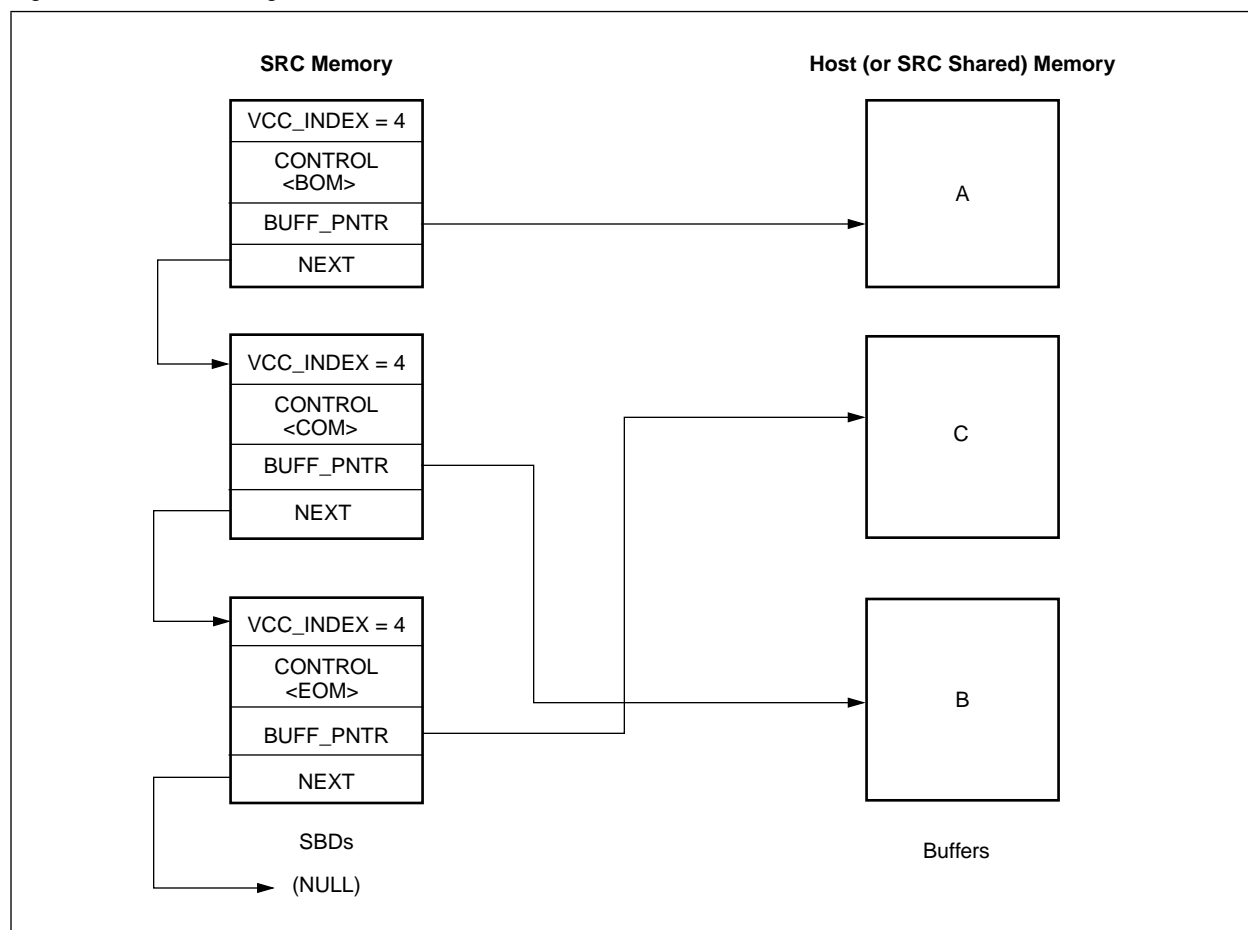 SRC Memory
Host (or SRC Shared) Memory
VCC_INDEX = 4
CONTROL
<BOM>
BUFF_PNTR
NEXT
A
VCC_INDEX = 4
CONTROL
<COM>
BUFF_PNTR
NEXT
C
VCC_INDEX = 4
CONTROL
<EOM>
BUFF_PNTR
NEXT
B
SBDs
(NULL)
Buffers